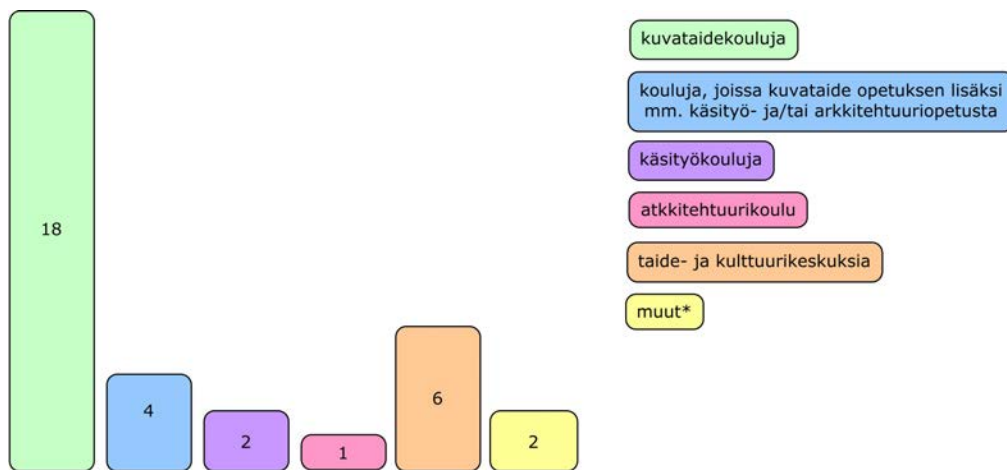 18
4
2
1
6
2
kuvataidekouluja
kouluja, joissa kuvataide opetuksen lisäksi
mm. käsityö- ja/tai arkkitehtuuriopetusta
käsityökouluja
atkkitehtuurikoulu
taide- ja kulttuurikeskuksia
muut*